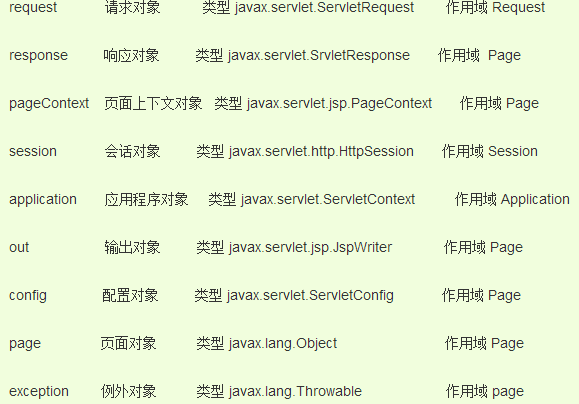 request 请求对象 类型 javax.servlet.ServletRequest 作用域 Request
response 响应对象 类型 javax.servlet.SrvletResponse 作用域 Page
pageContext 页面上下文对象 类型 javax.servlet.jsp.PageContext 作用域 Page
session 会话对象 类型 javax.servlet.http.HttpSession 作用域 Session
application 应用程序对象 类型 javax.servlet.ServletContext 作用域 Application
out 输出对象 类型 javax.servlet.jsp.JspWriter 作用域 Page
config 配置对象 类型 javax.servlet.ServletConfig 作用域 Page
page 页面对象 类型 javax.lang.Object 作用域 Page
exception 例外对象 类型 javax.lang.Throwable 作用域 page